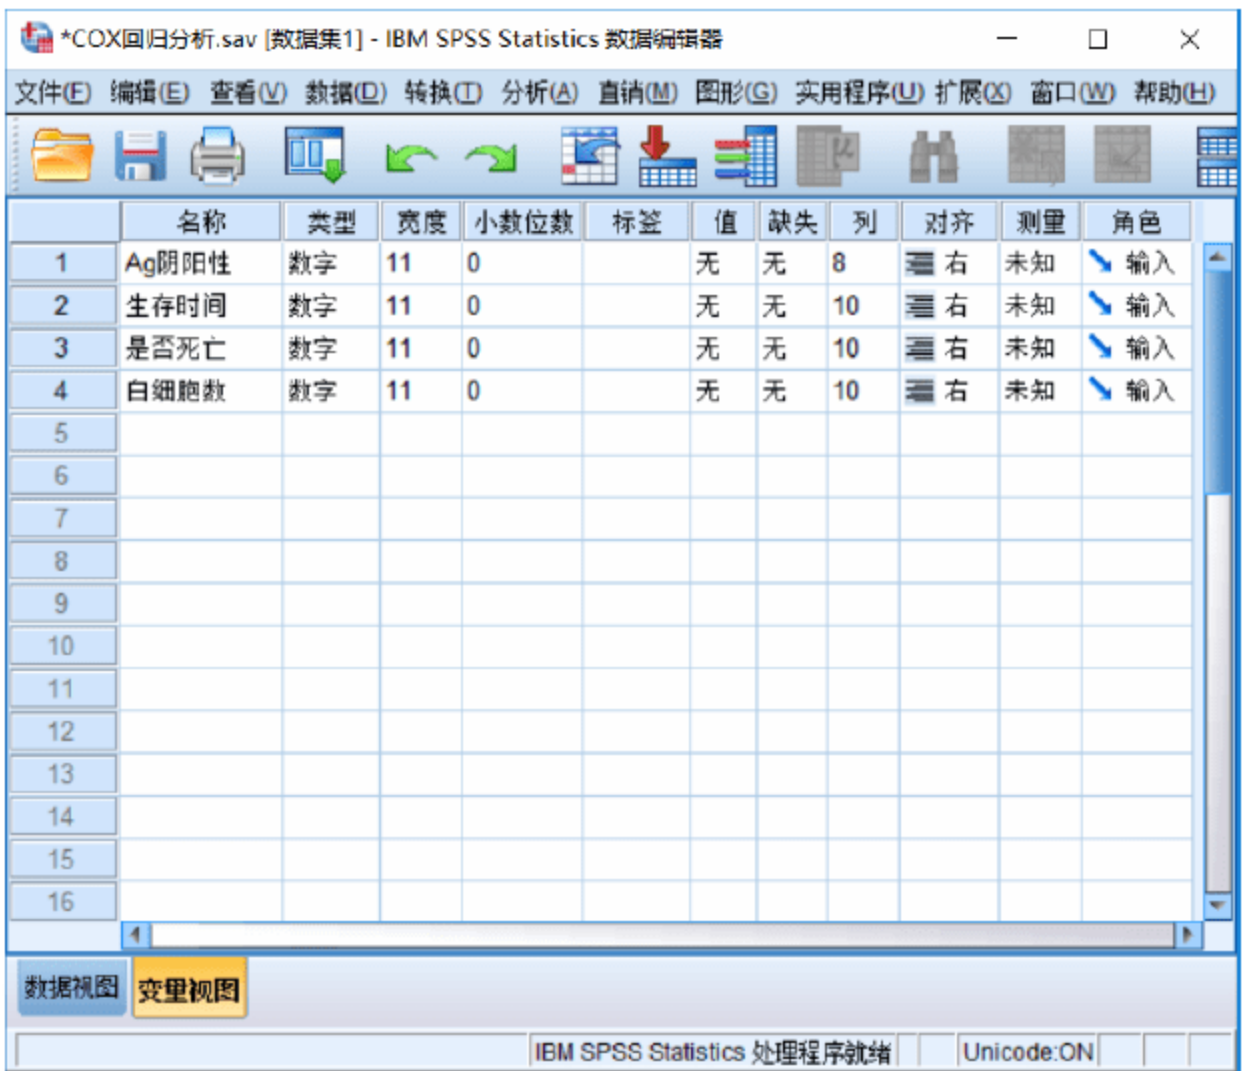 *COX回归分析.sav [数据集1] - IBM SPSS Statistics 数据编辑器
文件(F) 编辑(E) 查看(V) 数据(D) 转换(T) 分析(A) 直销(M) 图形(G) 实用程序(U) 扩展(X) 窗口(W) 帮助(H)
名称 类型 宽度 小数位数 标签 值 缺失 列 对齐 测量 角色
1 Ag阴阳性 数字 11 0 无 无 8 右 未知 输入
2 生存时间 数字 11 0 无 无 10 右 未知 输入
3 是否死亡 数字 11 0 无 无 10 右 未知 输入
4 白细胞数 数字 11 0 无 无 10 右 未知 输入
5
6
7
8
9
10
11
12
13
14
15
16
数据视图 变量视图
IBM SPSS Statistics 处理程序就绪 Unicode:ON